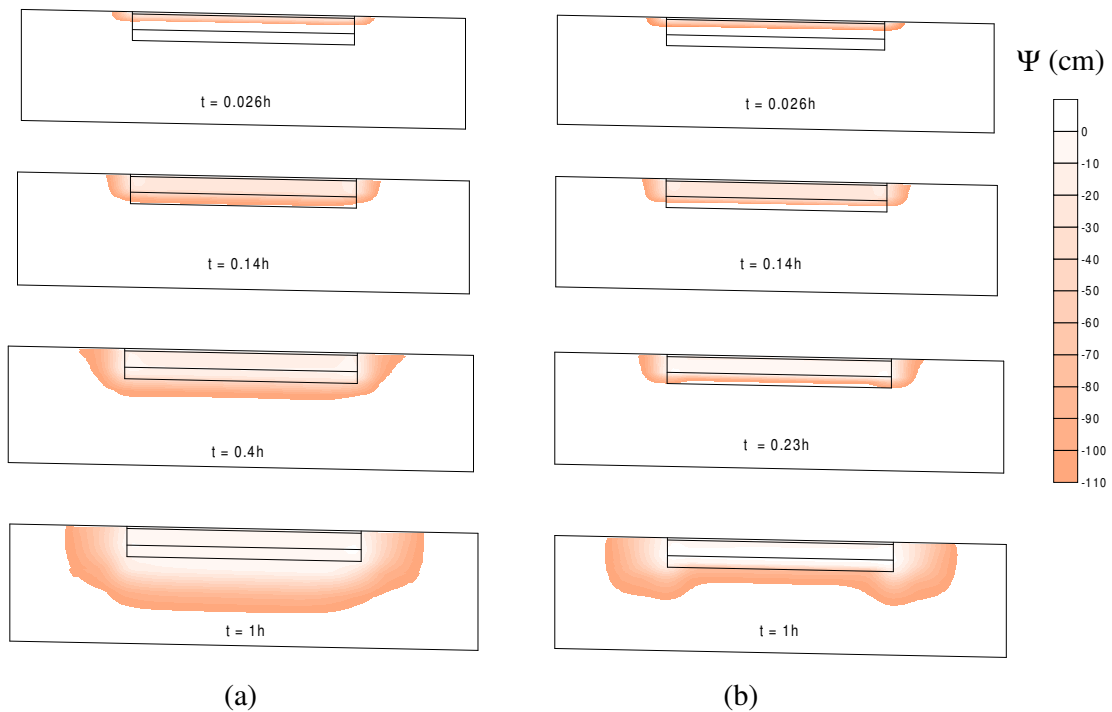 Ψ (cm)
t = 0.026h
t = 0.026h
0
-10
-20
-30
-40
-50
-60
-70
-80
-90
-100
-110
t = 0.14h
t = 0.14h
t = 0.4h
t = 0.23h
t = 1h
t = 1h
(a)
(b)